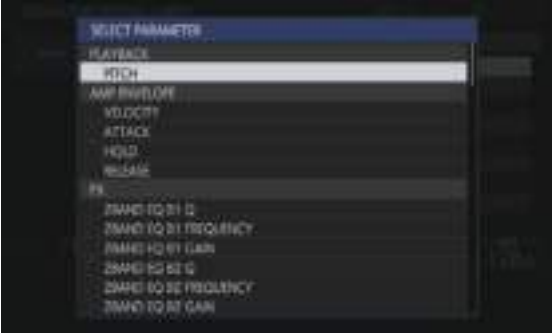 SELECT PARAMETER
PLAYBACK
PITCH
AMP ENVELOPE
VELOCITY
ATTACK
HOLD
RELEASE
FX
2BAND EQ B1 Q
2BAND EQ B1 FREQUENCY
2BAND EQ B1 GAIN
2BAND EQ B2 Q
2BAND EQ B2 FREQUENCY
2BAND EQ B2 GAIN